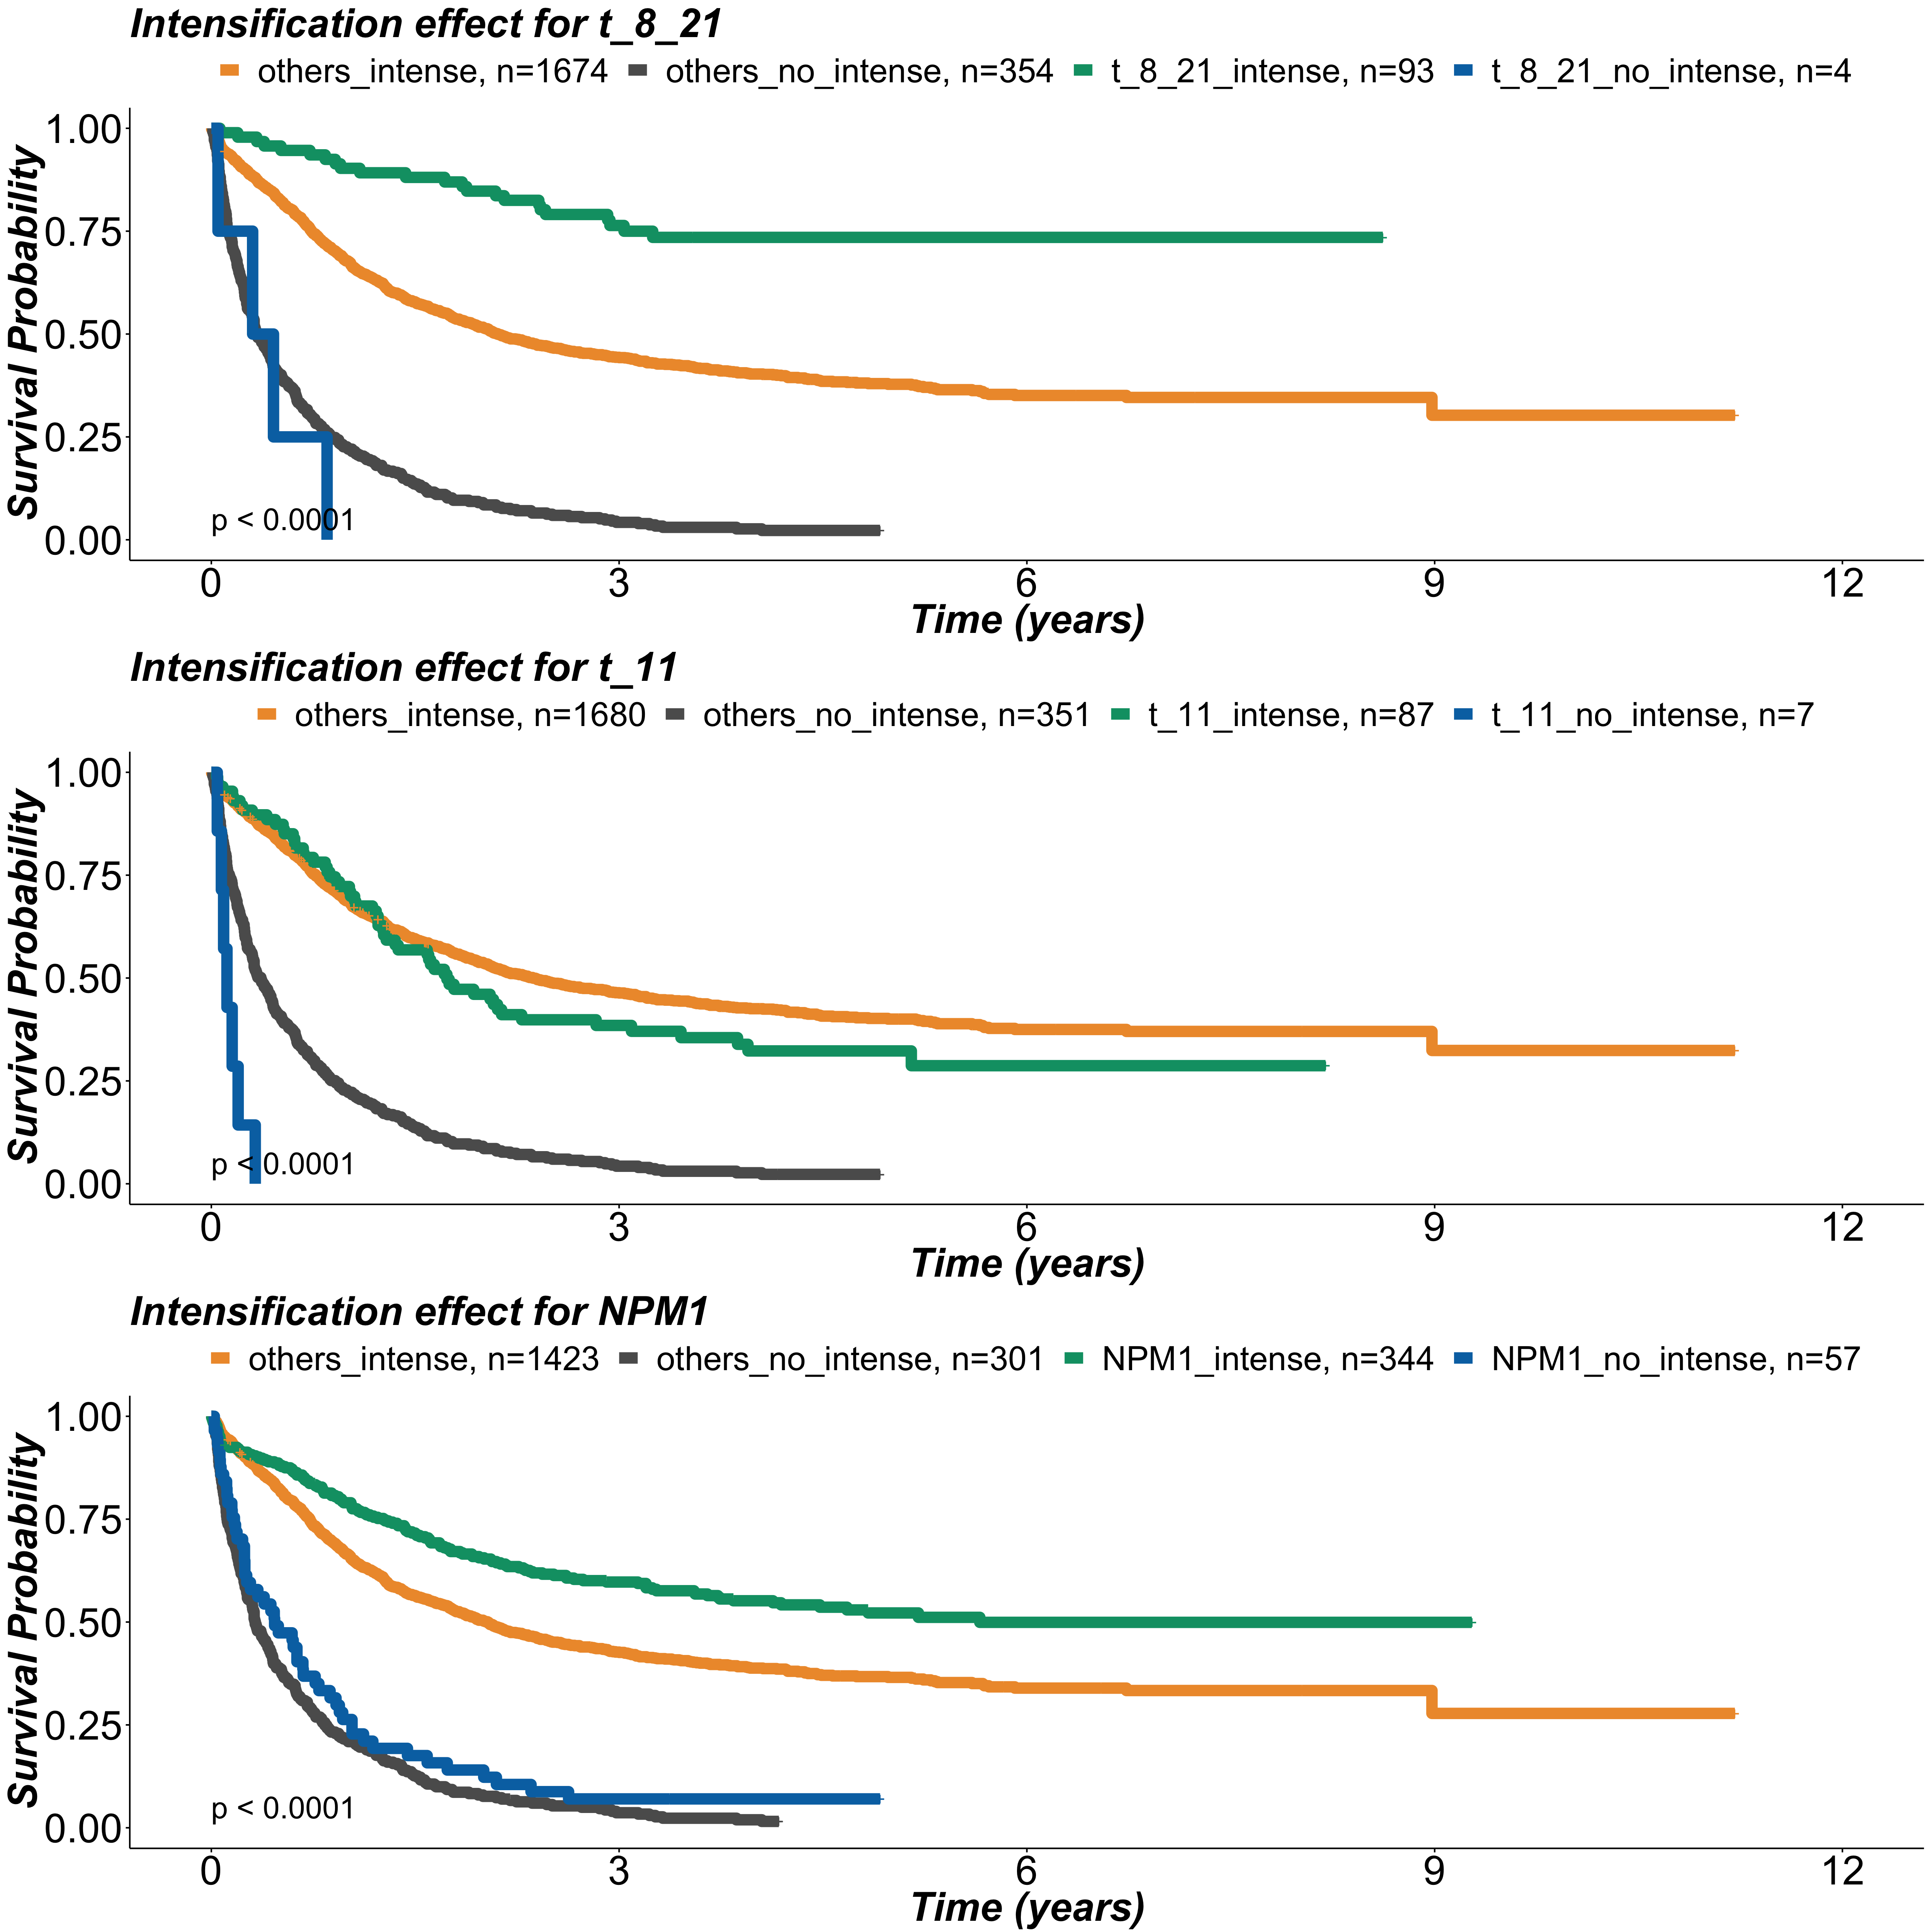 Intensification effect for t_8_21
others_intense, n=1674 others_no_intense, n=354 t_8_21_intense, n=93 t_8_21_no_intense, n=4
Survival Probability
1.00
0.75
0.50
0.25
0.00
p < 0.0001
0 3 6 9 12
Time (years)
Intensification effect for t_11
others_intense, n=1680 others_no_intense, n=351 t_11_intense, n=87 t_11_no_intense, n=7
Survival Probability
1.00
0.75
0.50
0.25
0.00
p < 0.0001
0 3 6 9 12
Time (years)
Intensification effect for NPM1
others_intense, n=1423 others_no_intense, n=301 NPM1_intense, n=344 NPM1_no_intense, n=57
Survival Probability
1.00
0.75
0.50
0.25
0.00
p < 0.0001
0 3 6 9 12
Time (years)